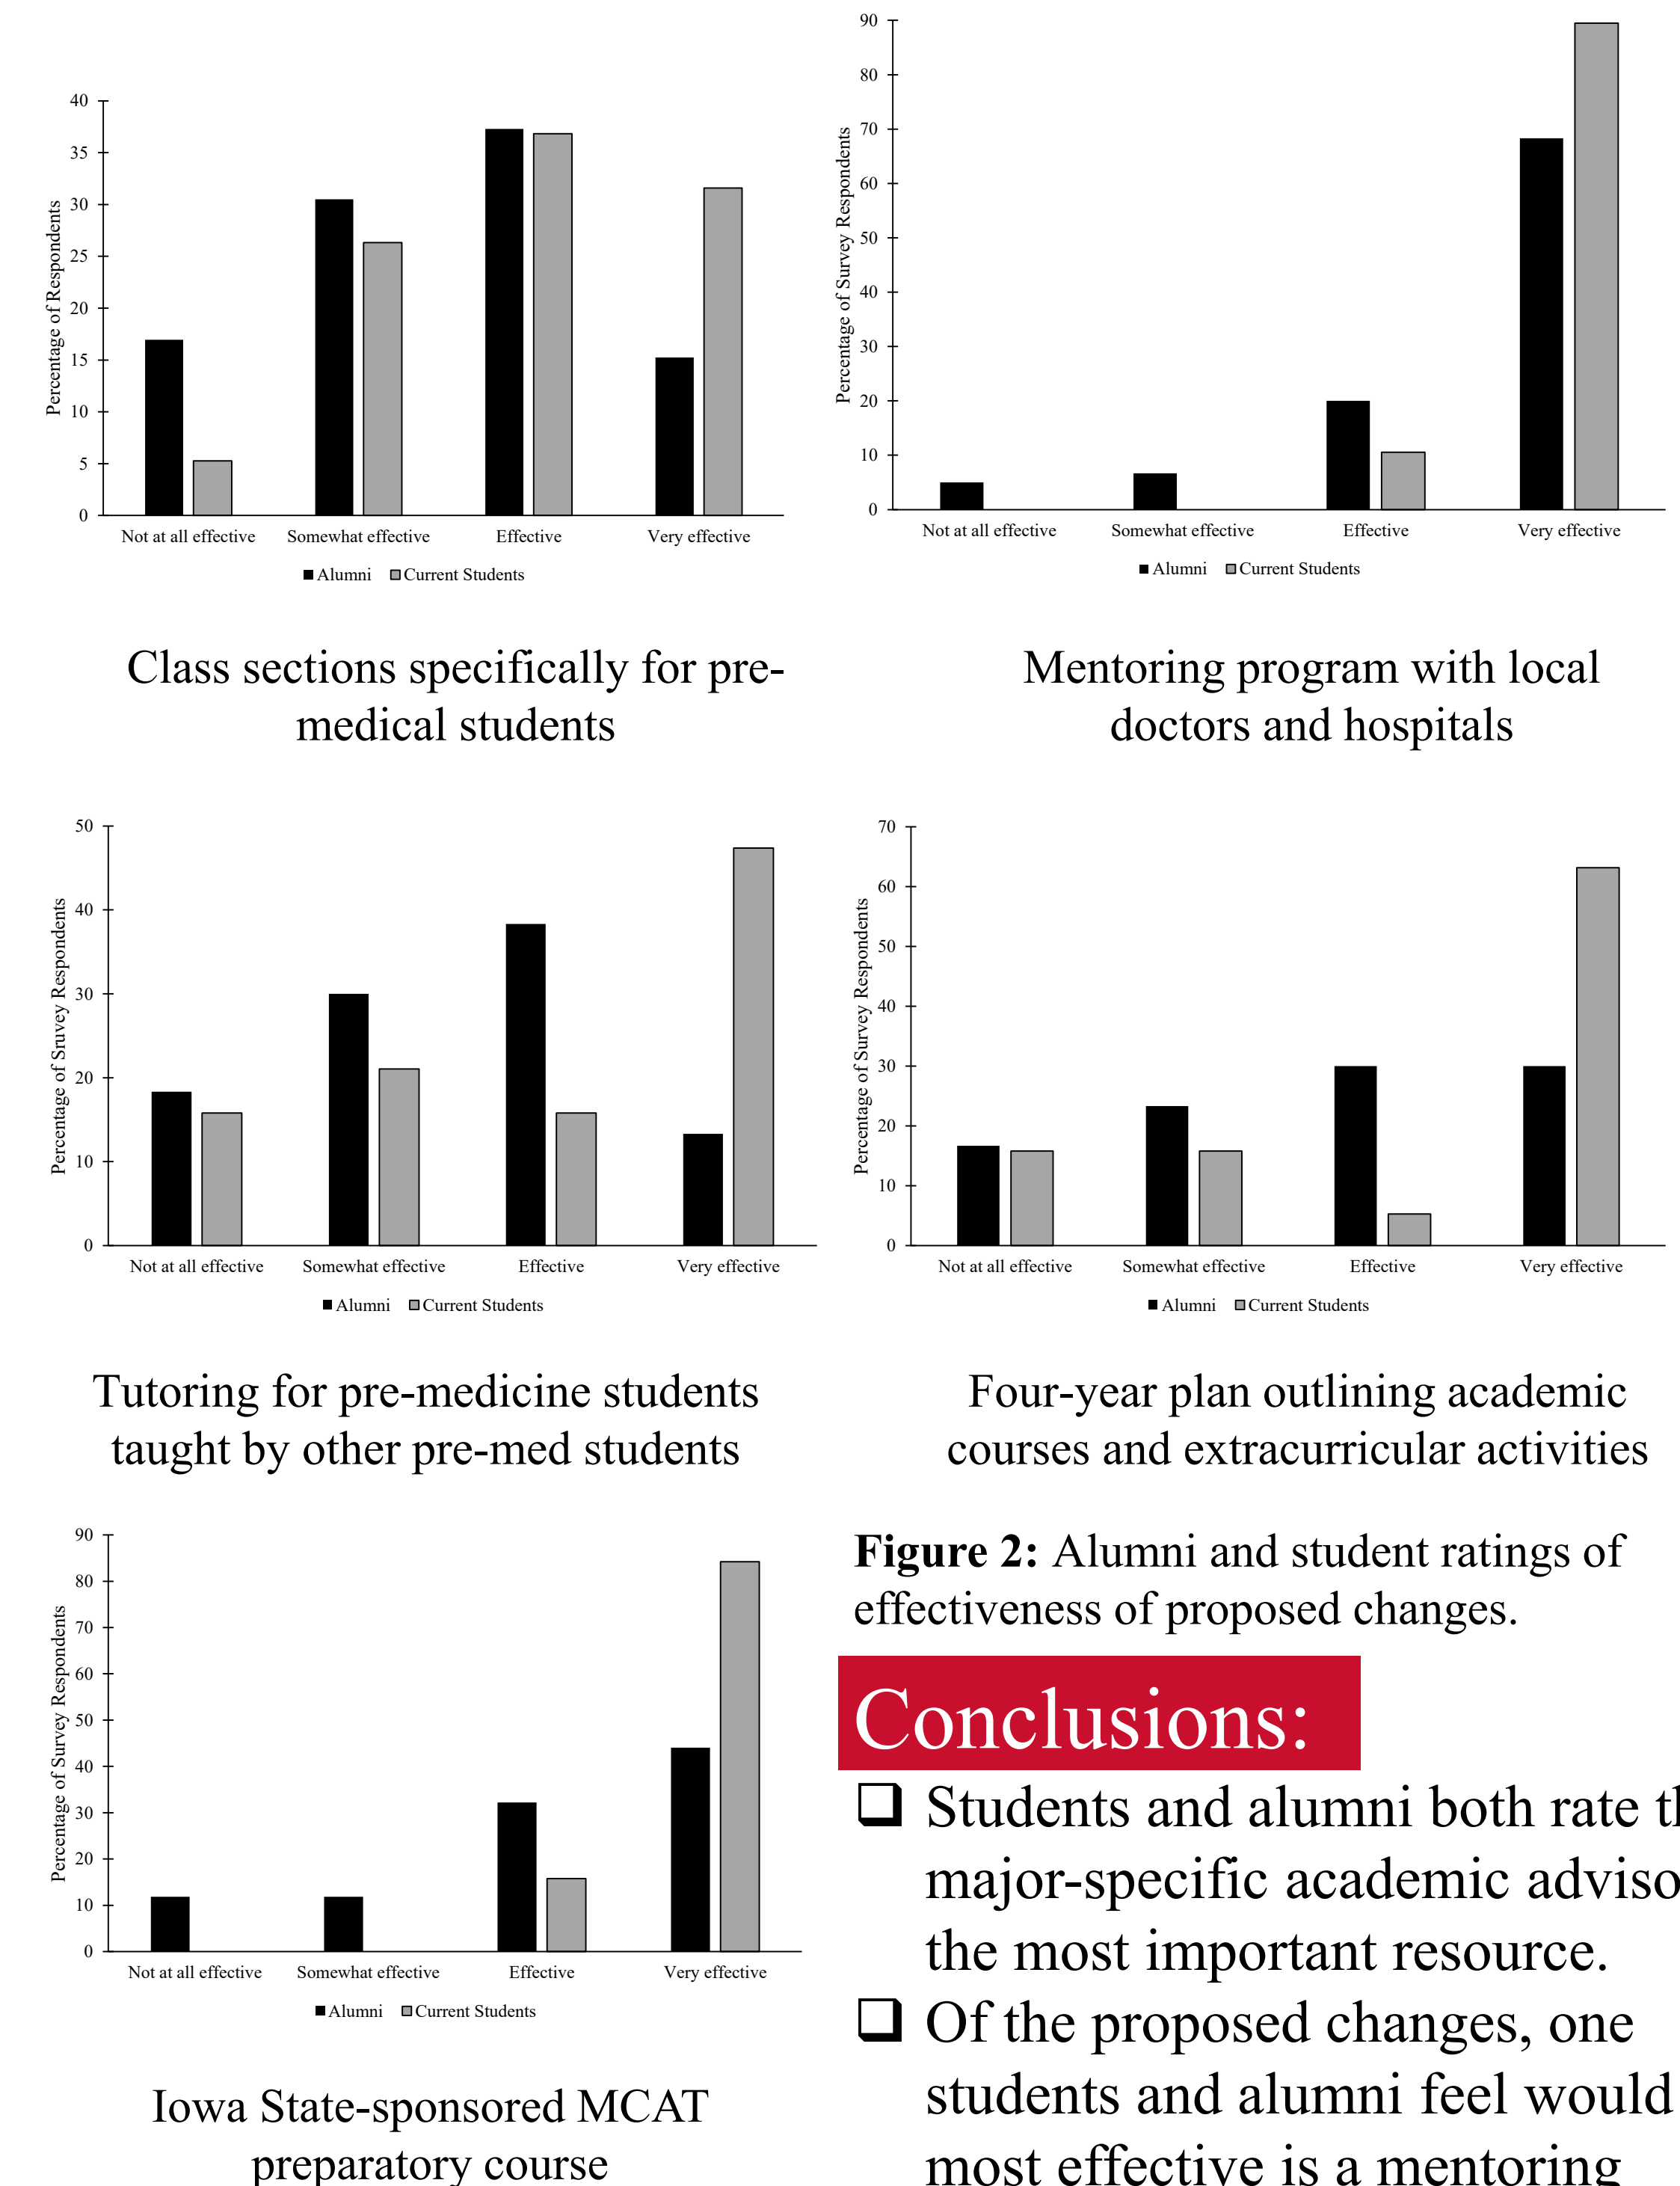 40
35
30
25
20
15
10
5
0
Percentage of Respondents
Not at all effective Somewhat effective Effective Very effective
Alumni Current Students
Class sections specifically for pre-
medical students
90
80
70
60
50
40
30
20
10
0
Percentage of Survey Respondents
Not at all effective Somewhat effective Effective Very effective
Alumni Current Students
Mentoring program with local
doctors and hospitals
50
40
30
20
10
0
Percentage of Sruvey Respondents
Not at all effective Somewhat effective Effective Very effective
Alumni Current Students
Tutoring for pre-medicine students
taught by other pre-med students
70
60
50
40
30
20
10
0
Percentage of Survey Respondents
Not at all effective Somewhat effective Effective Very effective
Alumni Current Students
Four-year plan outlining academic
courses and extracurricular activities
90
80
70
60
50
40
30
20
10
0
Percentage of Survey Respondents
Not at all effective Somewhat effective Effective Very effective
Alumni Current Students
Iowa State-sponsored MCAT
preparatory course
Figure 2: Alumni and student ratings of
effectiveness of proposed changes.
Conclusions:
Students and alumni both rate
major-specific academic
the most important resource.
Of the proposed changes, one
students and alumni feel would
most effective is a mentoring